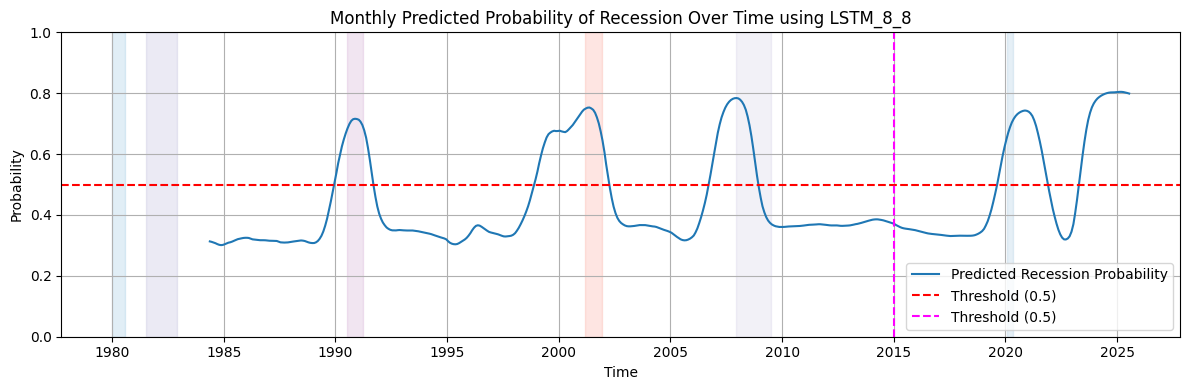 Monthly Predicted Probability of Recession Over Time using LSTM_8_8
Probability
1.0
0.8
0.6
0.4
0.2
0.0
Predicted Recession Probability
Threshold (0.5)
Threshold (0.5)
1980 1985 1990 1995 2000 2005 2010 2015 2020 2025
Time